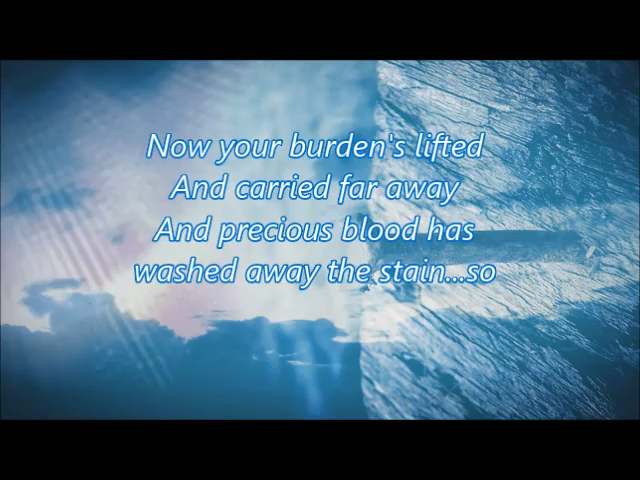 Now your burden's lifted
And carried far away
And precious blood has
washed away the stain...so